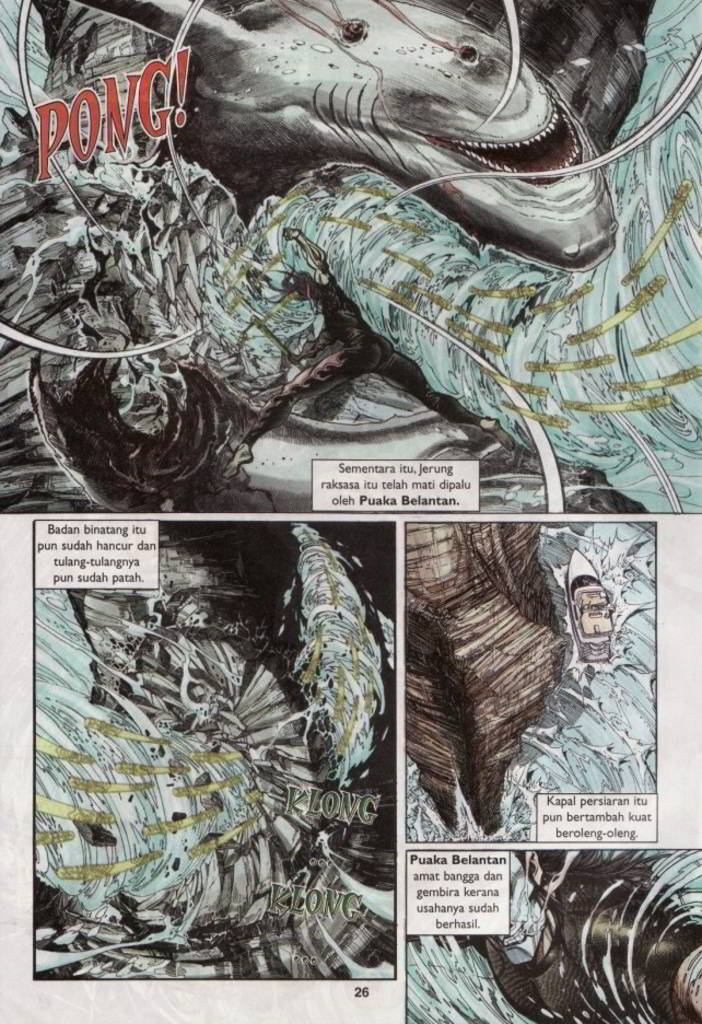 PONG!
Sementara itu, Jerung
raksasa itu telah mati dipalu
oleh Puaka Belantan.
Badan binatang itu
pun sudah hancur dan
tulang-tulangnya
pun sudah patah.
KLONG
...
KLONG
...
Kapal persiaran itu
pun bertambah kuat
beroleng-oleng.
Puaka Belantan
amat bangga dan
gembira kerana
usahanya sudah
berhasil.
26